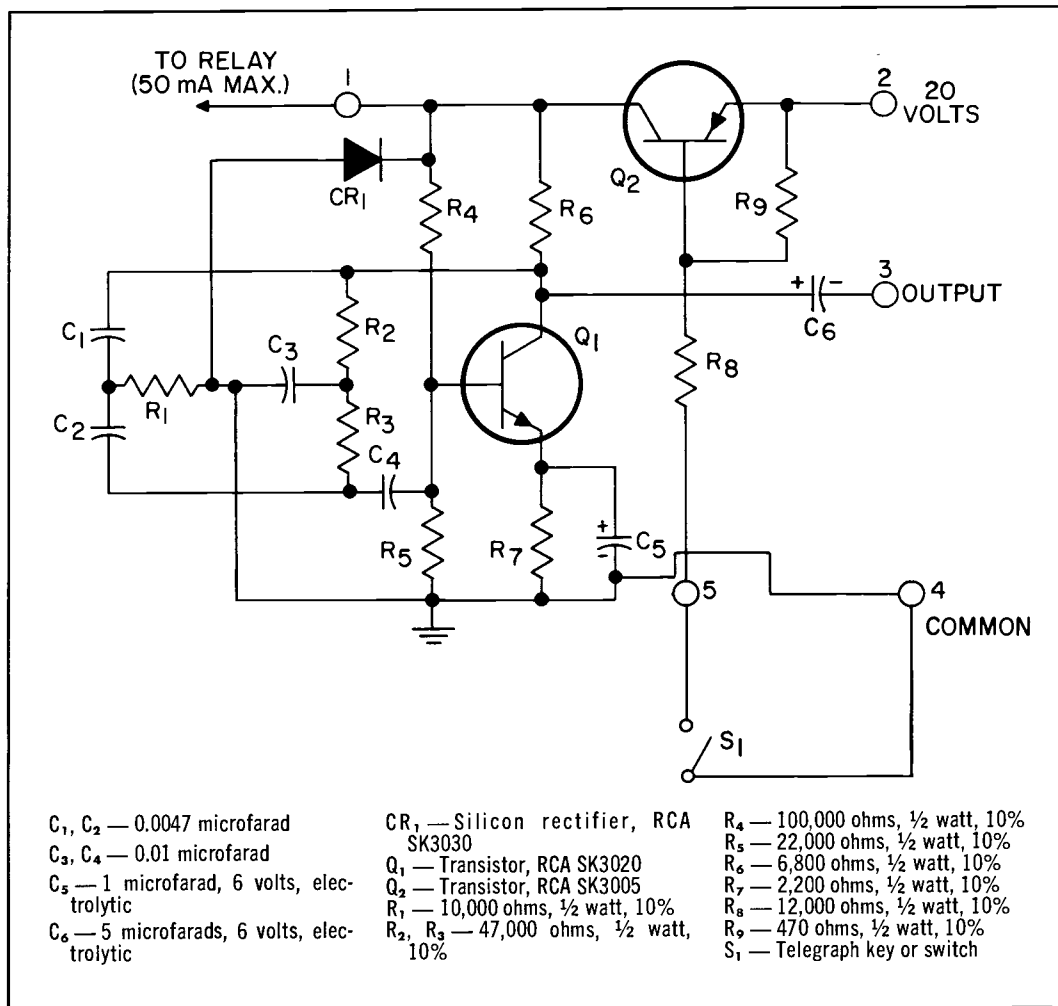 TO RELAY
(50 mA MAX.)
1
2
20
VOLTS
CR₁
R₄
R₆
Q₂
R₉
3
OUTPUT
C₆
+
-
C₁
R₂
Q₁
C₃
R₈
R₁
C₂
R₃
C₄
R₅
R₇
+
-
C₅
5
4
COMMON
S₁
C₁, C₂ — 0.0047 microfarad
C₃, C₄ — 0.01 microfarad
C₅ — 1 microfarad, 6 volts, elec-
trolytic
C₆ — 5 microfarads, 6 volts, elec-
trolytic
CR₁ — Silicon rectifier, RCA
SK3030
Q₁ — Transistor, RCA SK3020
Q₂ — Transistor, RCA SK3005
R₁ — 10,000 ohms, ½ watt, 10%
R₂, R₃ — 47,000 ohms, ½ watt,
10%
R₄ — 100,000 ohms, ½ watt, 10%
R₅ — 22,000 ohms, ½ watt, 10%
R₆ — 6,800 ohms, ½ watt, 10%
R₇ — 2,200 ohms, ½ watt, 10%
R₈ — 12,000 ohms, ½ watt, 10%
R₉ — 470 ohms, ½ watt, 10%
S₁ — Telegraph key or switch